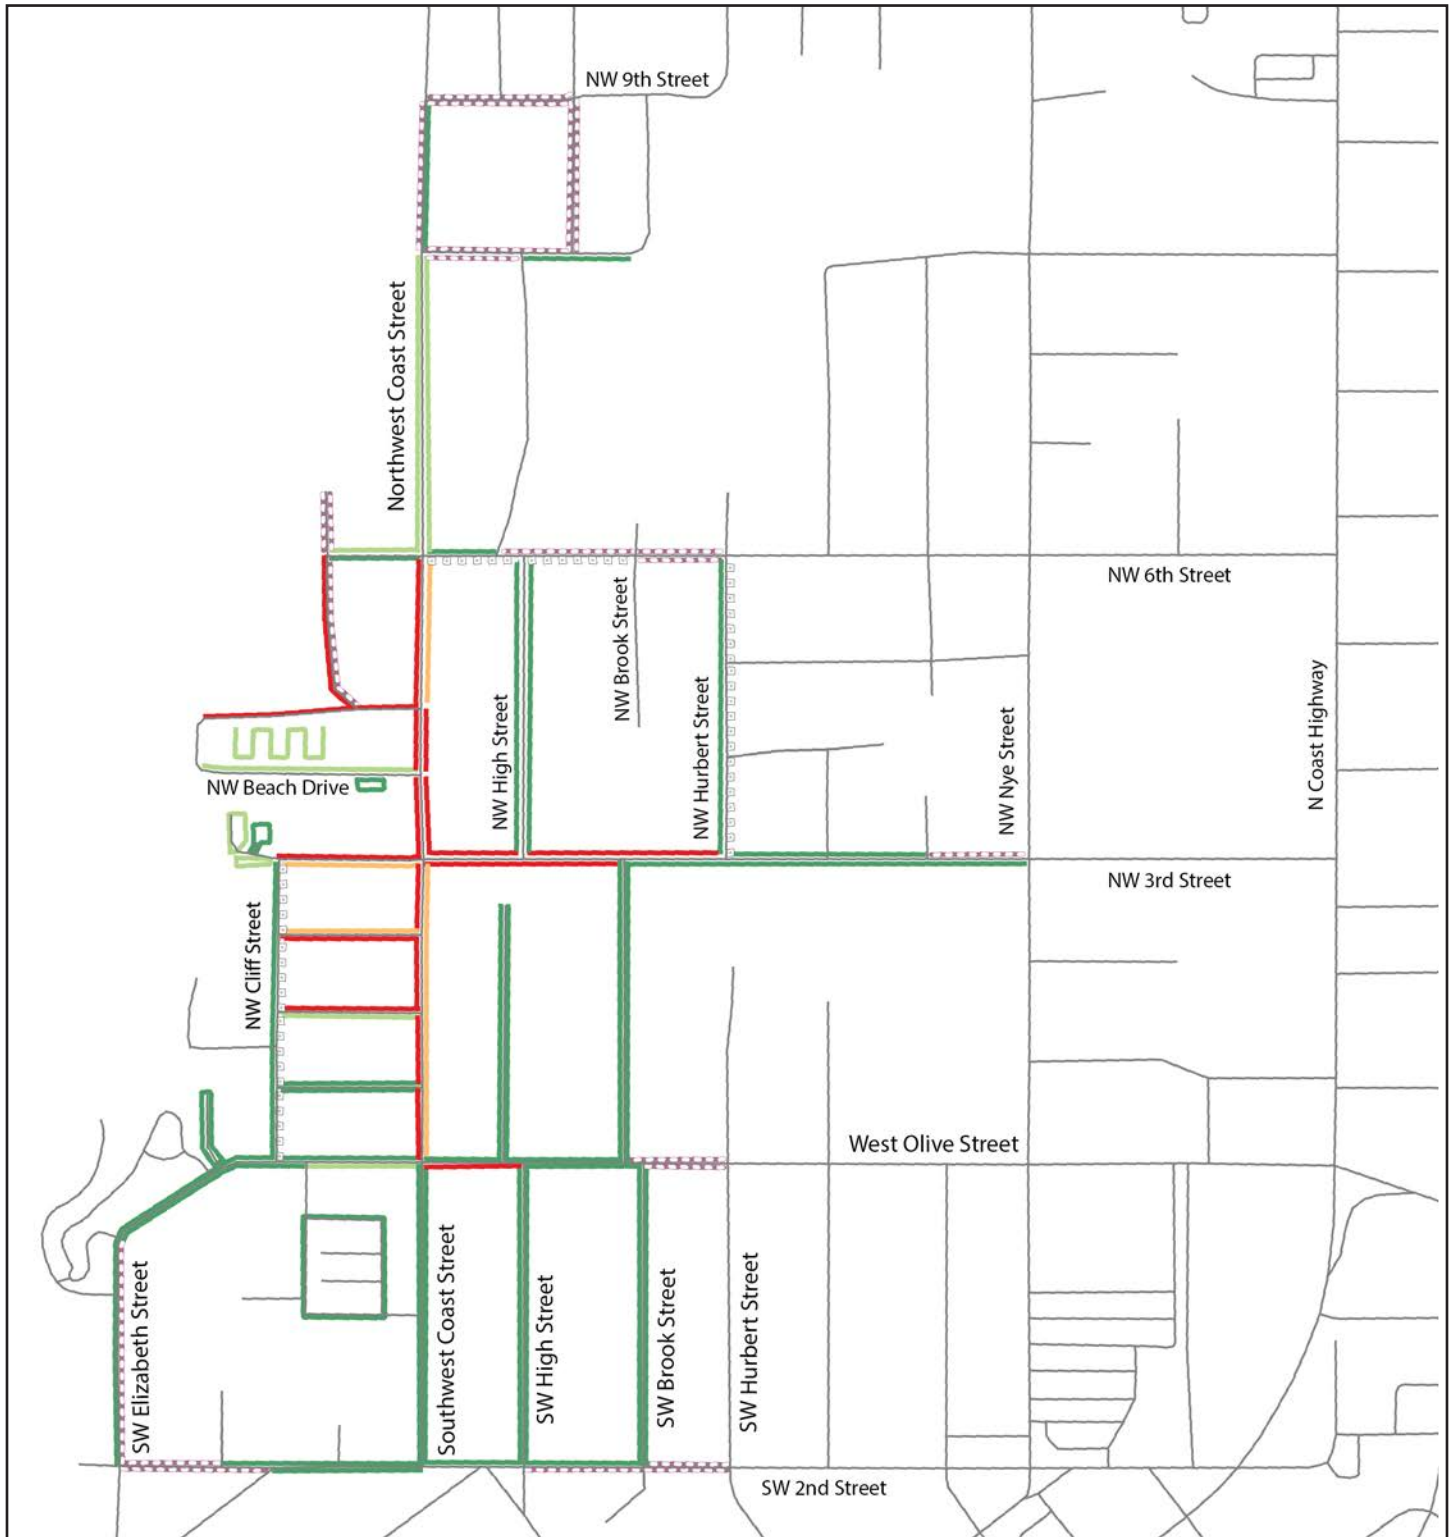 NW 9th Street
Northwest Coast Street
NW 6th Street
NW Brook Street
NW High Street
NW Hurbert Street
NW Nye Street
N Coast Highway
NW Beach Drive
NW 3rd Street
NW Cliff Street
West Olive Street
SW Elizabeth Street
Southwest Coast Street
SW High Street
SW Brook Street
SW Hurbert Street
SW 2nd Street